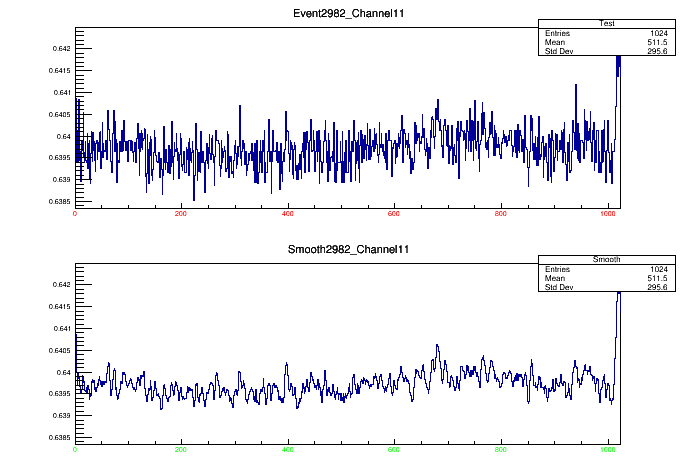 Event2982_Channel11
Test
Entries 1024
Mean 511.5
Std Dev 295.6
0.642
0.6415
0.641
0.6405
0.64
0.6395
0.639
0.6385
0 200 400 600 800 1000
Smooth2982_Channel11
Smooth
Entries 1024
Mean 511.5
Std Dev 295.6
0.642
0.6415
0.641
0.6405
0.64
0.6395
0.639
0.6385
0 200 400 600 800 1000